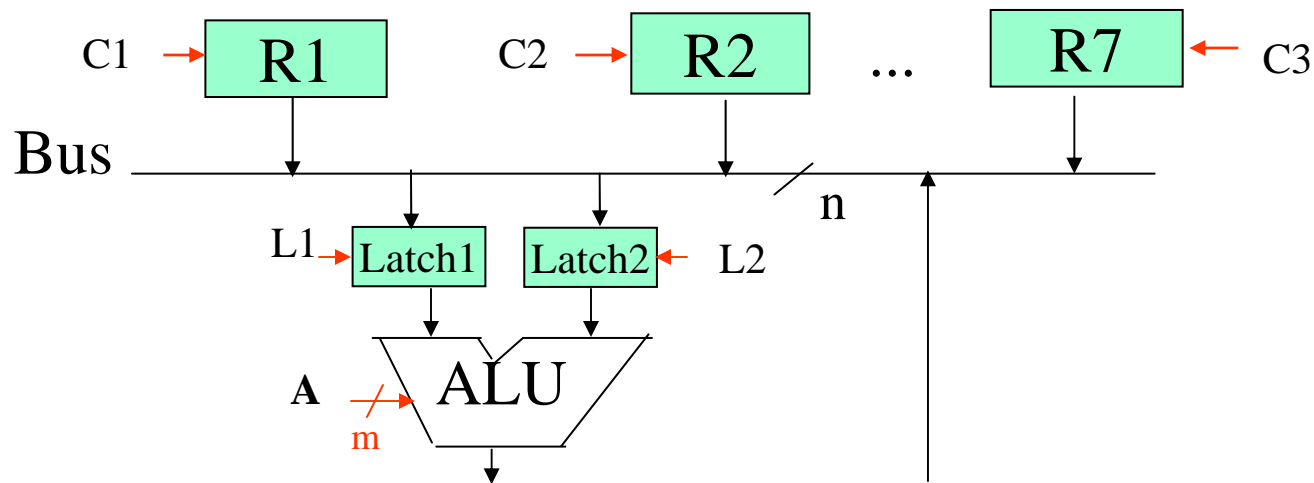 C1 R1 C2 R2 ... R7 C3
Bus
n
L1 Latch1 Latch2 L2
A ALU
m